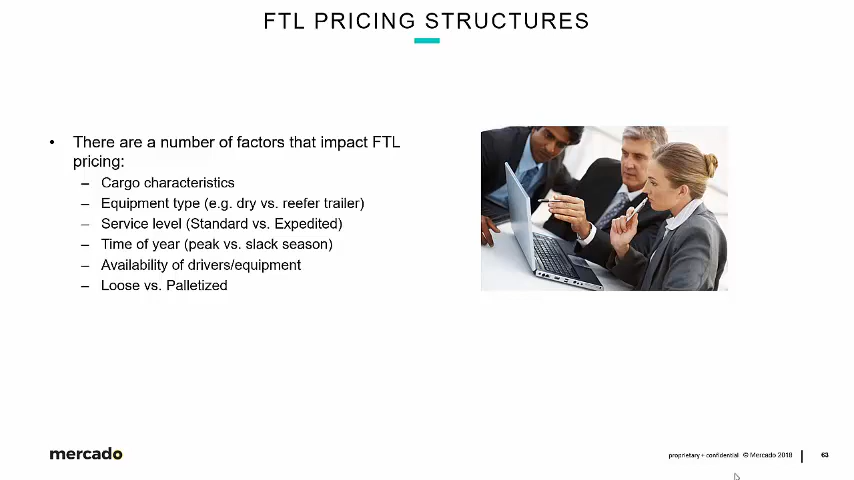 FTL PRICING STRUCTURES
• There are a number of factors that impact FTL
pricing:
– Cargo characteristics
– Equipment type (e.g. dry vs. reefer trailer)
– Service level (Standard vs. Expedited)
– Time of year (peak vs. slack season)
– Availability of drivers/equipment
– Loose vs. Palletized
mercado
proprietary + confidential © Mercado 2018 | 63